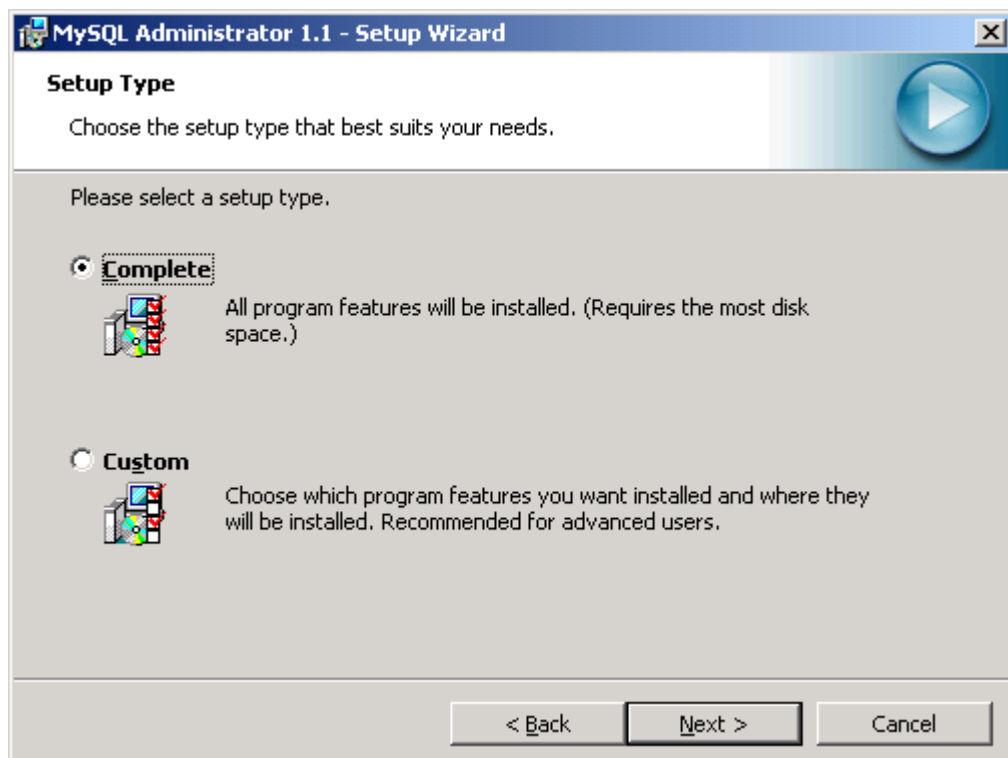 MySQL Administrator 1.1 - Setup Wizard
Setup Type
Choose the setup type that best suits your needs.
Please select a setup type.
Complete
All program features will be installed. (Requires the most disk
space.)
Custom
Choose which program features you want installed and where they
will be installed. Recommended for advanced users.
< Back
Next >
Cancel